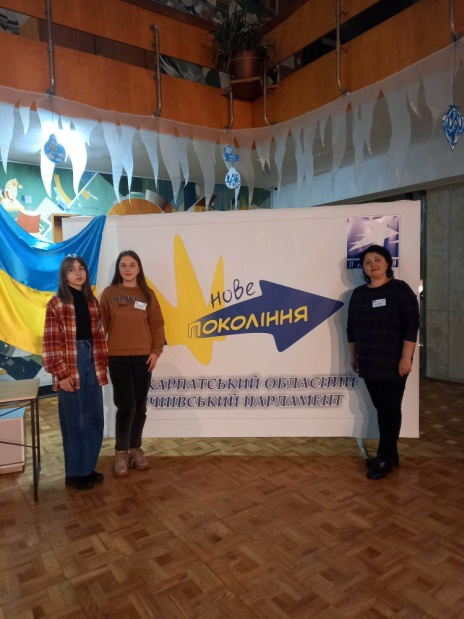 нове
ПОКОЛІННЯ
КАРПАТСЬКИЙ ОБЛАСНИЙ
ЧНІВСЬКИЙ ПАРЛАМЕНТ